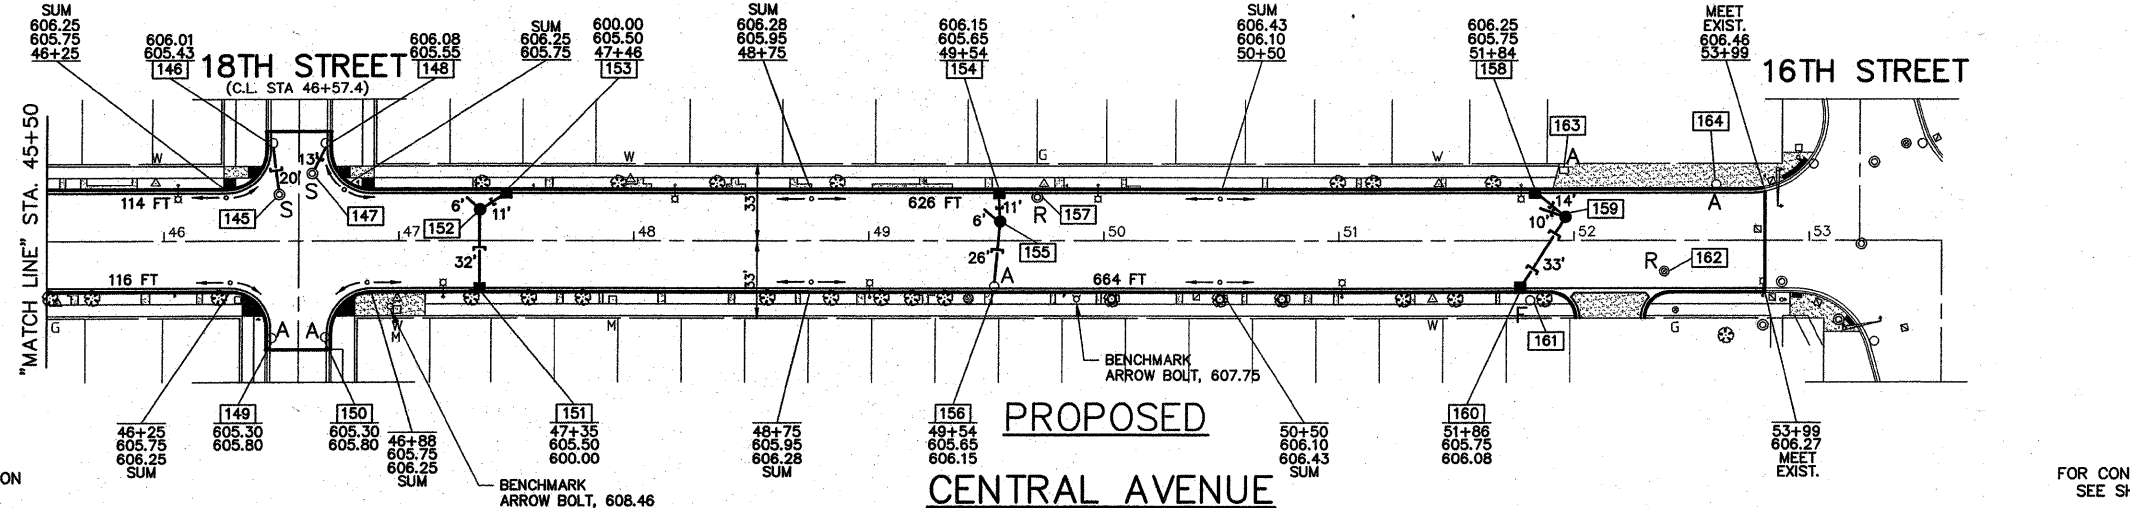 SUM
606.25
605.75
46+25
606.01
605.43
146
18TH STREET
(C.L. STA 46+57.4)
606.08
605.55
148
SUM
606.25
605.75
600.00
605.50
47+46
153
SUM
606.28
605.95
48+75
606.15
605.65
49+54
154
SUM
606.43
606.10
50+50
606.25
605.75
51+84
158
MEET
EXIST.
606.46
53+99
16TH STREET
"MATCH LINE" STA. 45+50
W
W
G
W
163
A
164
A
13'
20'
S
S
114 FT
145
147
6'
11'
152
33'
626 FT
11'
6'
R
157
155
14'
10'
159
46
47
48
49
50
51
52
53
32'
33'
26'
A
664 FT
33'
R
162
116 FT
G
A
A
W
M
M
W
F
161
G
BENCHMARK
ARROW BOLT, 607.75
46+25
605.75
606.25
SUM
149
605.30
605.80
150
605.30
605.80
46+88
605.75
606.25
SUM
151
47+35
605.50
600.00
48+75
605.95
606.28
SUM
156
49+54
605.65
606.15
PROPOSED
50+50
606.10
606.43
SUM
160
51+86
605.75
606.08
53+99
606.27
MEET
EXIST.
ON
BENCHMARK
ARROW BOLT, 608.46
CENTRAL AVENUE
FOR CON
SEE SH